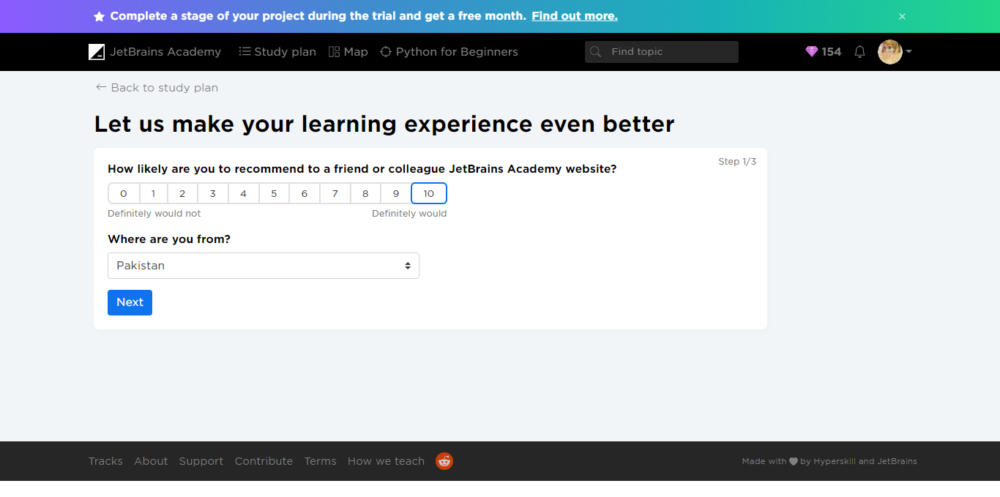 Complete a stage of your project during the trial and get a free month. Find out more.
JetBrains Academy Study plan Map Python for Beginners Find topic 154
Back to study plan
Let us make your learning experience even better
Step 1/3
How likely are you to recommend to a friend or colleague JetBrains Academy website?
0 1 2 3 4 5 6 7 8 9 10
Definitely would not Definitely would
Where are you from?
Pakistan
Next
Tracks About Support Contribute Terms How we teach Made with by Hyperskill and JetBrains